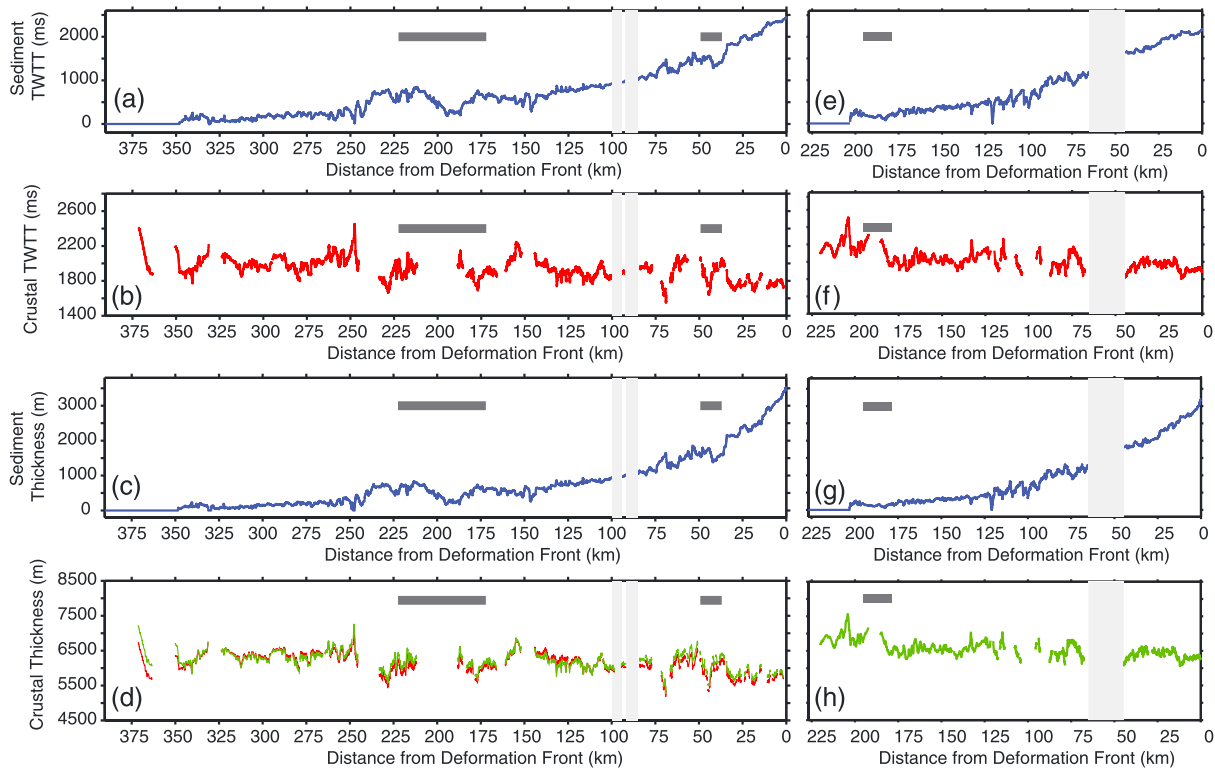 Sediment
TWTT (ms)
2000
1000
0
(a)
375 350 325 300 275 250 225 200 175 150 125 100 75 50 25 0
Distance from Deformation Front (km)
(e)
225 200 175 150 125 100 75 50 25 0
Distance from Deformation Front (km)
Crustal TWTT (ms)
2600
2200
1800
1400
(b)
375 350 325 300 275 250 225 200 175 150 125 100 75 50 25 0
Distance from Deformation Front (km)
(f)
225 200 175 150 125 100 75 50 25 0
Distance from Deformation Front (km)
Sediment
Thickness (m)
3000
2000
1000
0
(c)
375 350 325 300 275 250 225 200 175 150 125 100 75 50 25 0
Distance from Deformation Front (km)
(g)
225 200 175 150 125 100 75 50 25 0
Distance from Deformation Front (km)
Crustal Thickness (m)
8500
7500
6500
5500
4500
(d)
375 350 325 300 275 250 225 200 175 150 125 100 75 50 25 0
Distance from Deformation Front (km)
(h)
225 200 175 150 125 100 75 50 25 0
Distance from Deformation Front (km)